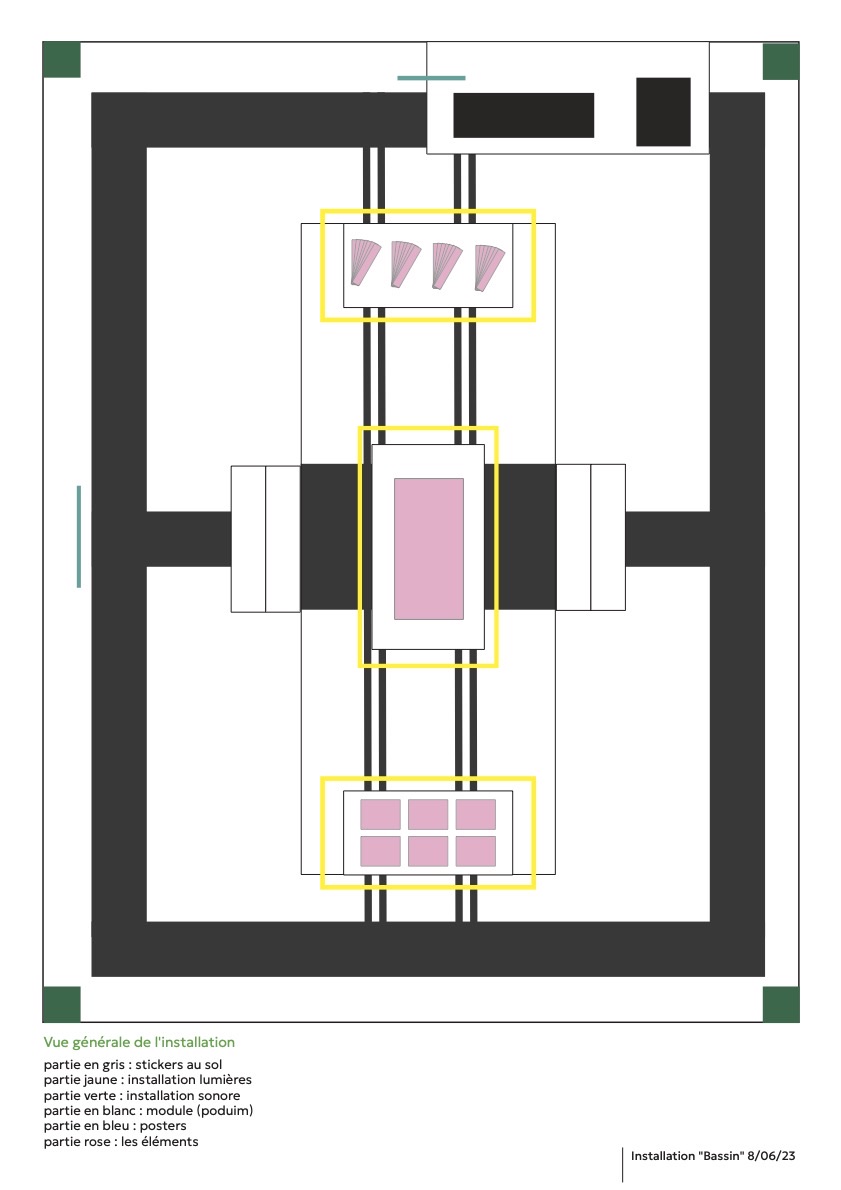 Vue générale de l'installation
partie en gris : stickers au sol
partie jaune : installation lumières
partie verte : installation sonore
partie en blanc : module (poduim)
partie en bleu : posters
partie rose : les éléments
Installation "Bassin" 8/06/23